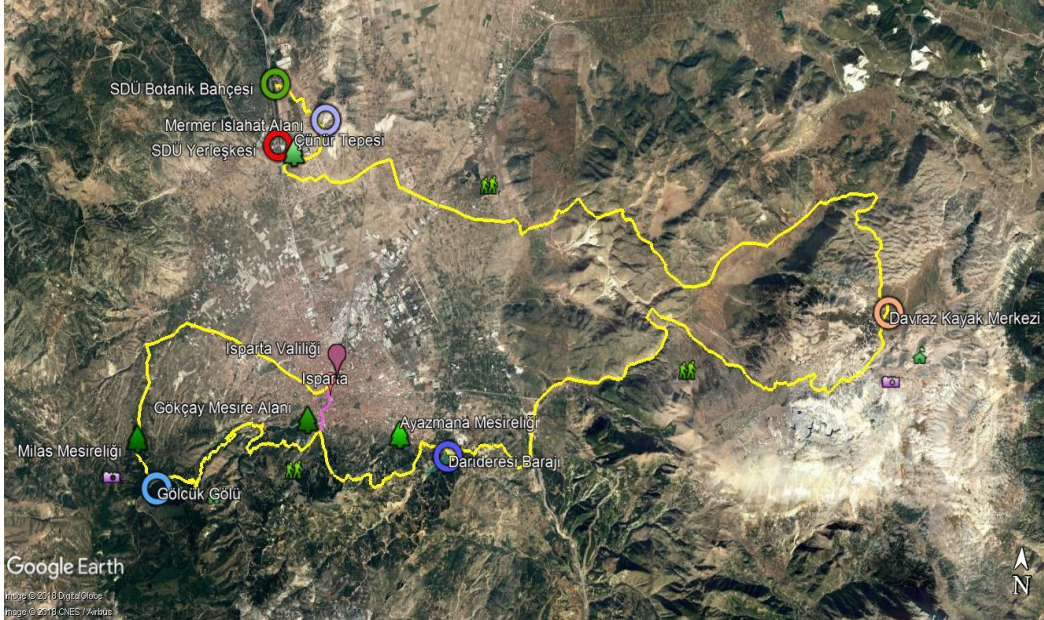 SDÜ Botanik Bahçesi
Mermer Islahat Alanı
Çünür Tepesi
SDÜ Yerleşkesi
Davraz Kayak Merkezi
Isparta Valiliği
Isparta
Gökçay Mesire Alanı
Ayazmana Mesireliği
Milas Mesireliği
Darıderesi Barajı
Gölcük Gölü
Google Earth
Image © 2018 DigitalGlobe
Image © 2018 CNES / Airbus
N